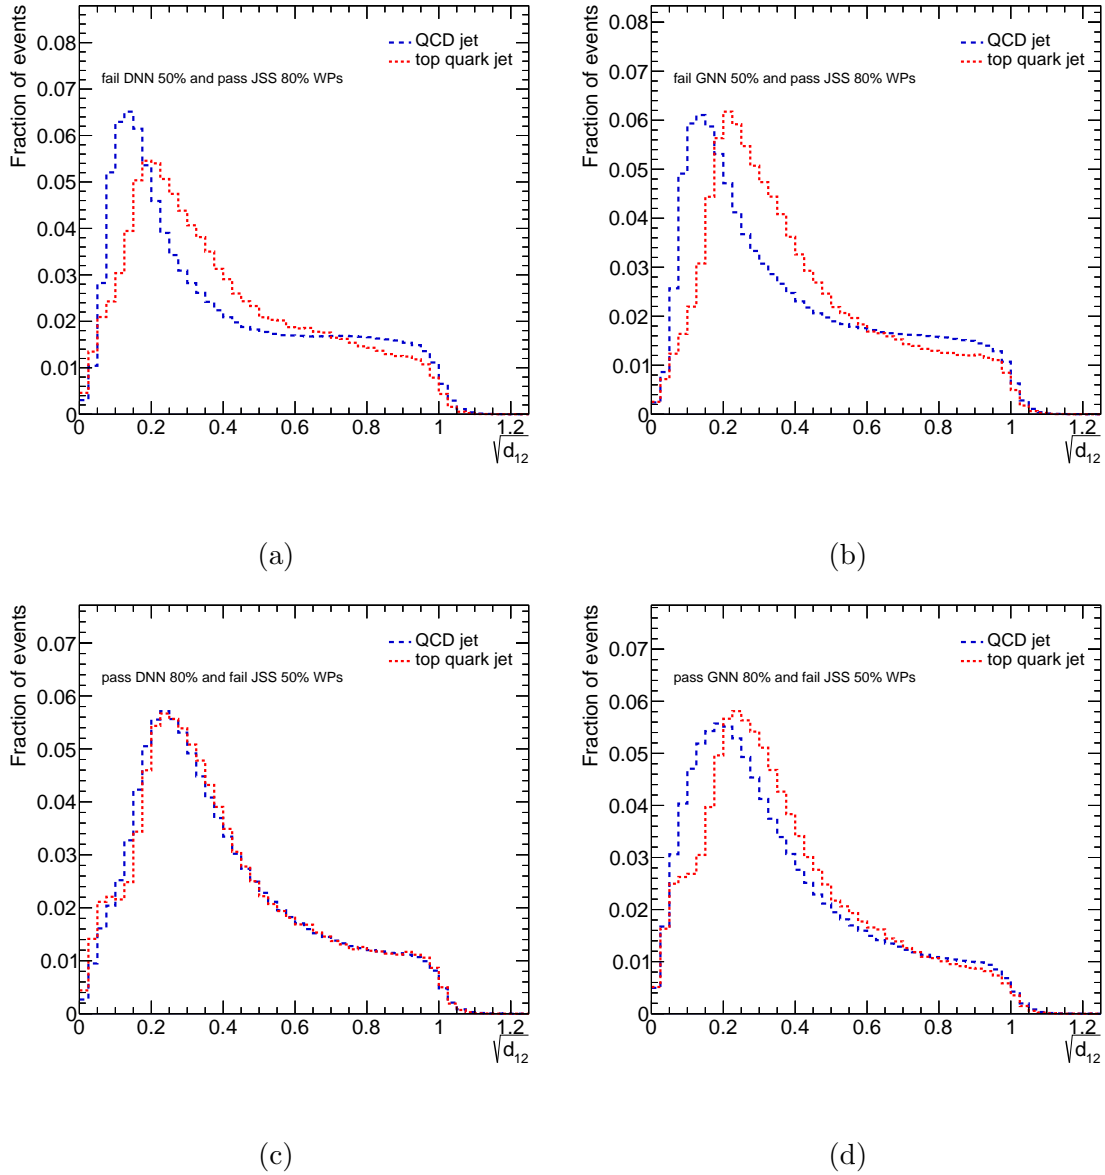 Fraction of events
0.08
0.07
0.06
0.05
0.04
0.03
0.02
0.01
0
QCD jet
top quark jet
fail DNN 50% and pass JSS 80% WPs
0 0.2 0.4 0.6 0.8 1 1.2
√d12
(a)
Fraction of events
0.08
0.07
0.06
0.05
0.04
0.03
0.02
0.01
0
QCD jet
top quark jet
fail GNN 50% and pass JSS 80% WPs
0 0.2 0.4 0.6 0.8 1 1.2
√d12
(b)
Fraction of events
0.07
0.06
0.05
0.04
0.03
0.02
0.01
0
QCD jet
top quark jet
pass DNN 80% and fail JSS 50% WPs
0 0.2 0.4 0.6 0.8 1 1.2
√d12
(c)
Fraction of events
0.07
0.06
0.05
0.04
0.03
0.02
0.01
0
QCD jet
top quark jet
pass GNN 80% and fail JSS 50% WPs
0 0.2 0.4 0.6 0.8 1 1.2
√d12
(d)